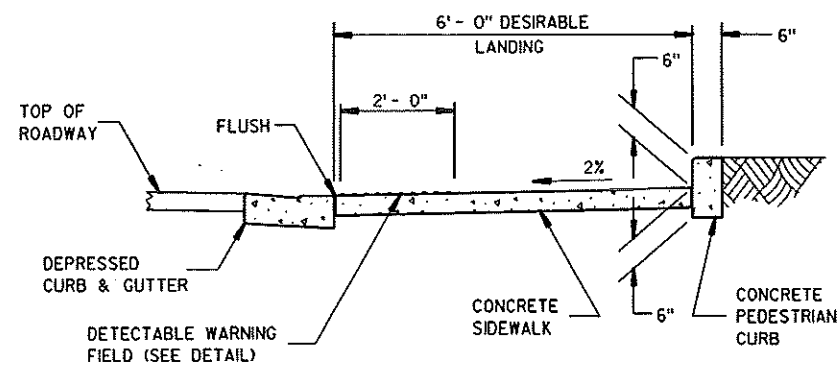 6'- 0" DESIRABLE
LANDING
6"
6"
2'- 0"
TOP OF
ROADWAY
FLUSH
2%
DEPRESSED
CURB & GUTTER
DETECTABLE WARNING
FIELD (SEE DETAIL)
CONCRETE
SIDEWALK
6"
CONCRETE
PEDESTRIAN
CURB